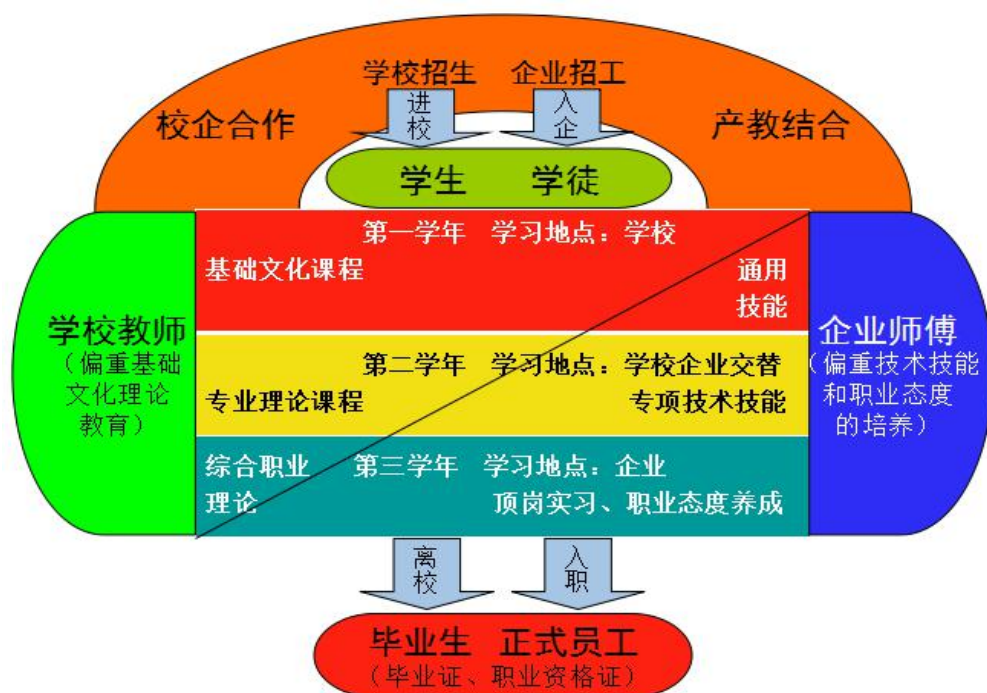 学校招生 企业招工
进校 入企
校企合作 产教结合
学生 学徒
第一学年 学习地点：学校
基础文化课程 通用
技能
学校教师
（偏重基础
文化理论
教育）
第二学年 学习地点：学校企业交替
专业理论课程 专项技术技能
综合职业 第三学年 学习地点：企业
理论 顶岗实习、职业态度养成
企业师傅
（偏重技术技能
和职业态度
的培养）
离校 入职
毕业生 正式员工
（毕业证、职业资格证）